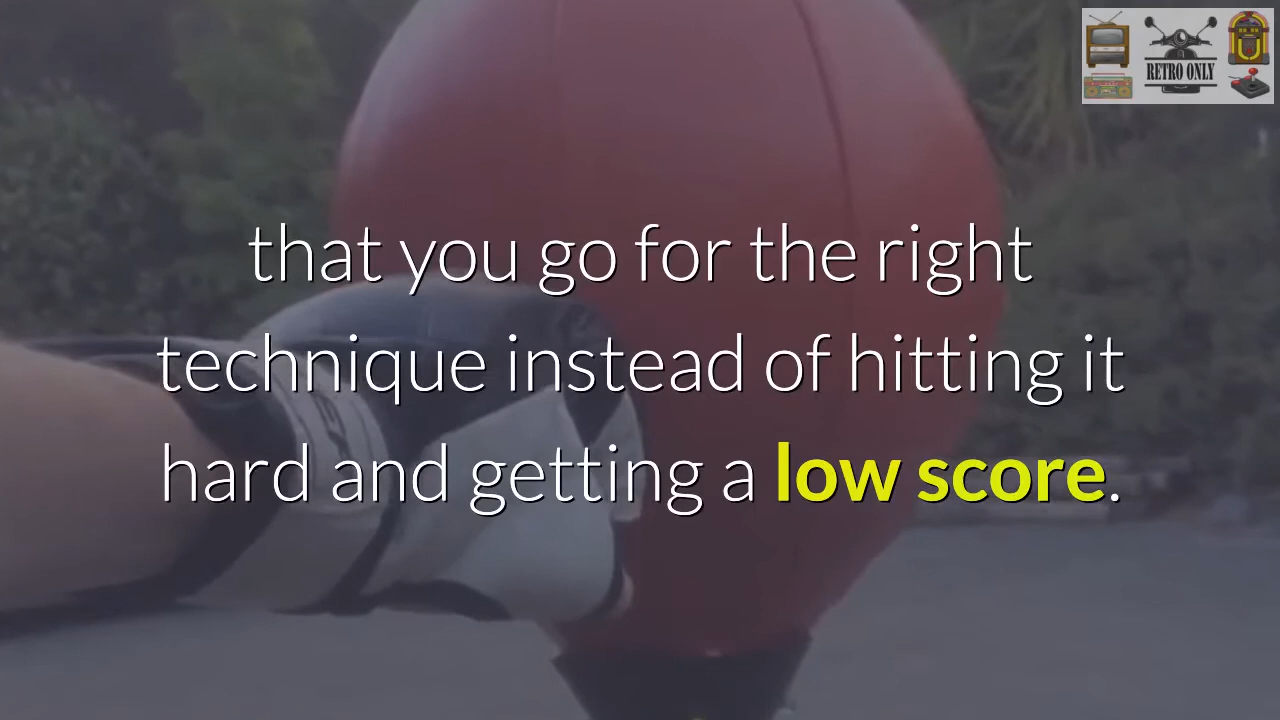 RETRO ONLY
that you go for the right
technique instead of hitting it
hard and getting a low score.